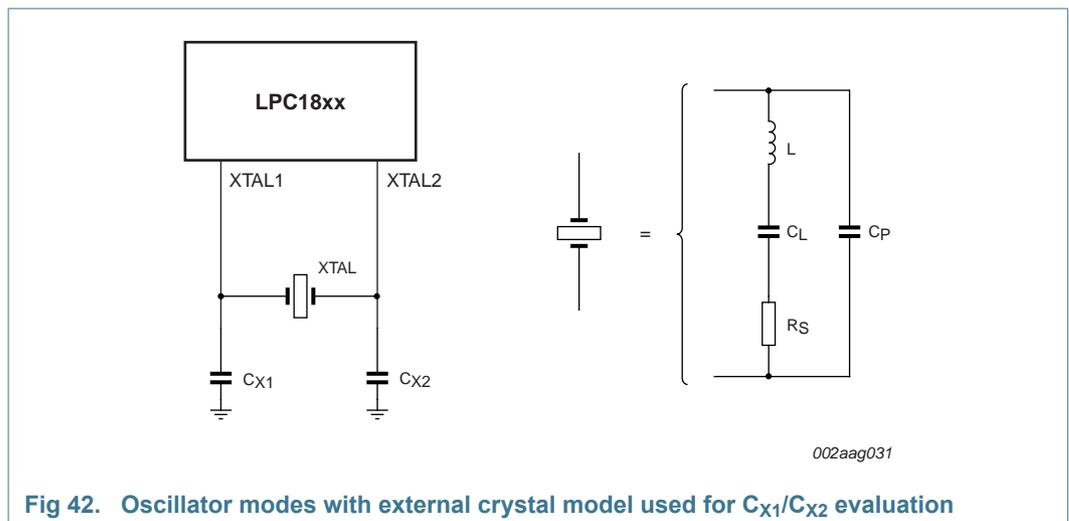 LPC18xx
XTAL1
XTAL2
XTAL
CX1
CX2
=
L
CL
CP
RS
002aag031
Fig 42. Oscillator modes with external crystal model used for CX1/CX2 evaluation